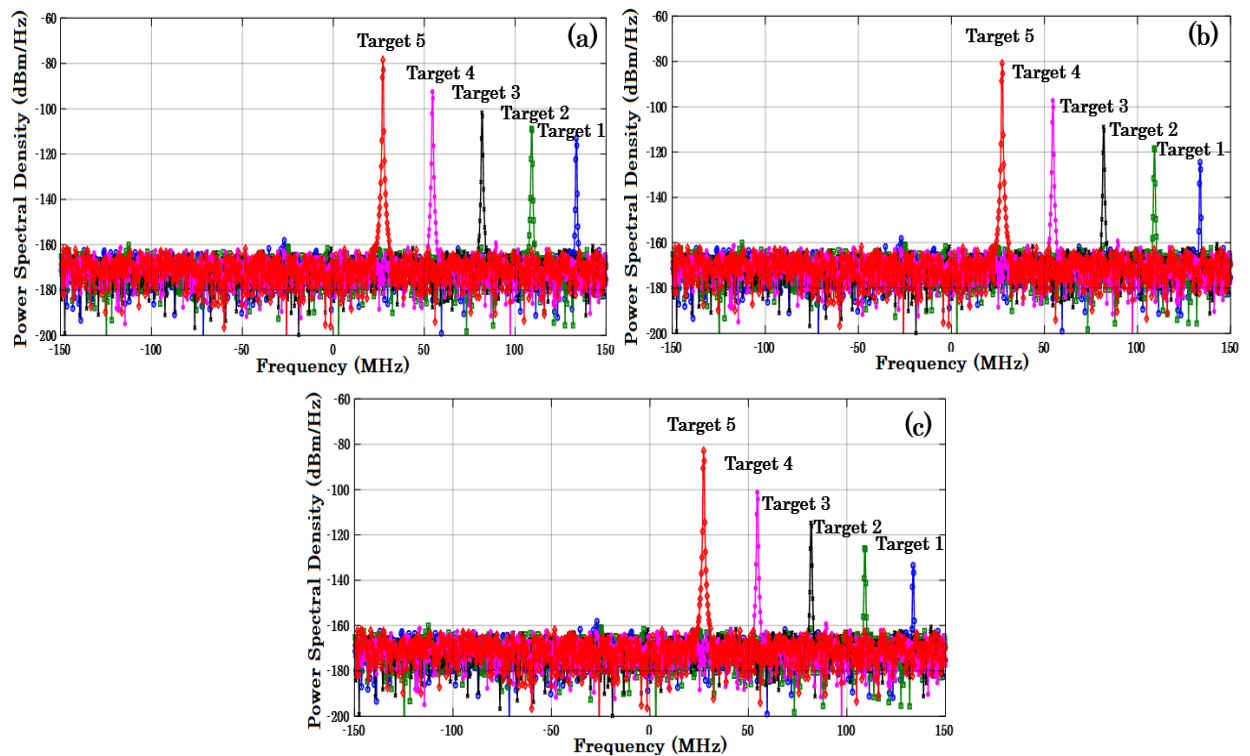 (a)
Target 5
Target 4
Target 3
Target 2
Target 1
Power Spectral Density (dBm/Hz)
-60
-80
-100
-120
-140
-160
-180
-200
-150
-100
-50
0
50
100
150
Frequency (MHz)
(b)
Target 5
Target 4
Target 3
Target 2
Target 1
Power Spectral Density (dBm/Hz)
-60
-80
-100
-120
-140
-160
-180
-200
-150
-100
-50
0
50
100
150
Frequency (MHz)
(c)
Target 5
Target 4
Target 3
Target 2
Target 1
Power Spectral Density (dBm/Hz)
-60
-80
-100
-120
-140
-160
-180
-200
-150
-100
-50
0
50
100
150
Frequency (MHz)